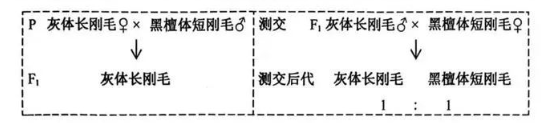 P 灰体长刚毛♀ × 黑檀体短刚毛♂
F₁ 灰体长刚毛
测交 F₁灰体长刚毛♂ × 黑檀体短刚毛♀
测交后代 灰体长刚毛 黑檀体短刚毛
1 : 1